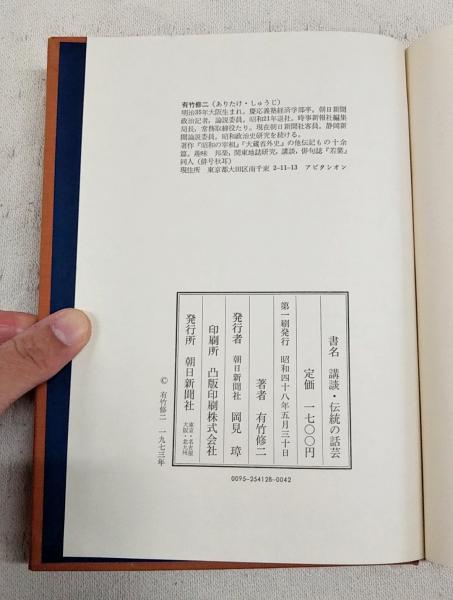 有竹修二(ありたけ・しゅうじ)
明治35年大阪生まれ。慶応義塾経済学部卒。朝日新聞
政治記者，論説委員。昭和21年退社。時事新報社編集
局長，常務取締役たり。現在朝日新聞社客員。静岡新
聞論説委員。昭和政治史研究を続ける。
著作『昭和の宰相』『大蔵省外史』の他伝記もの十余
篇。趣味　邦楽，関東地誌研究，講談，俳句誌『若葉』
同人(俳号秋耳)
現住所　東京都大田区南千束 2-11-13　アビタシオン
書名　講談・伝統の話芸
定価　一七〇〇円
第一刷発行　昭和四十八年五月三十日
著者　有竹修二
発行者　朝日新聞社　岡見　璋
印刷所　凸版印刷株式会社
発行所　朝日新聞社　東京・名古屋
大阪・北九州
© 有竹修二　一九七三年
0095-254128-0042